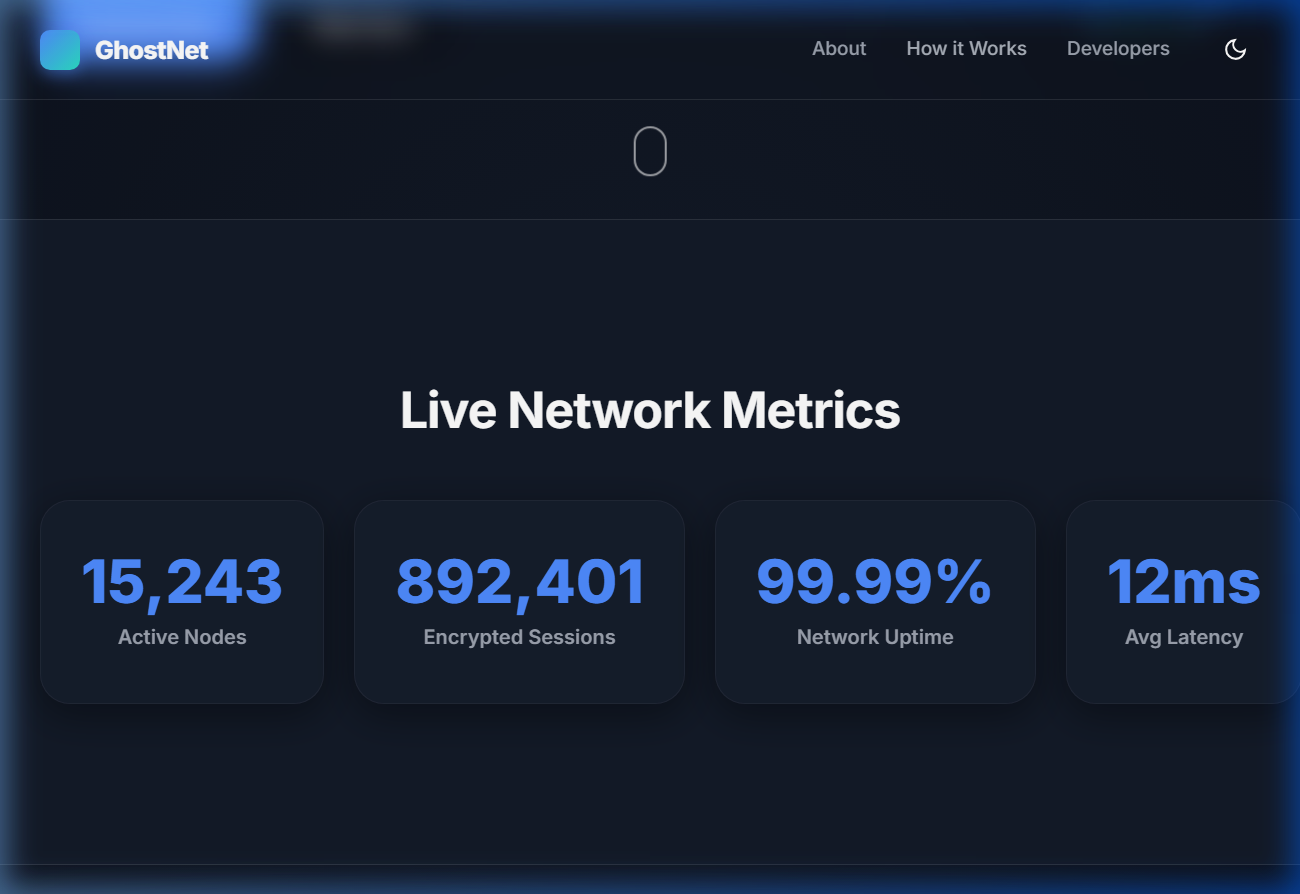 GhostNet
About
How it Works
Developers
Live Network Metrics
15,243
Active Nodes
892,401
Encrypted Sessions
99.99%
Network Uptime
12ms
Avg Latency